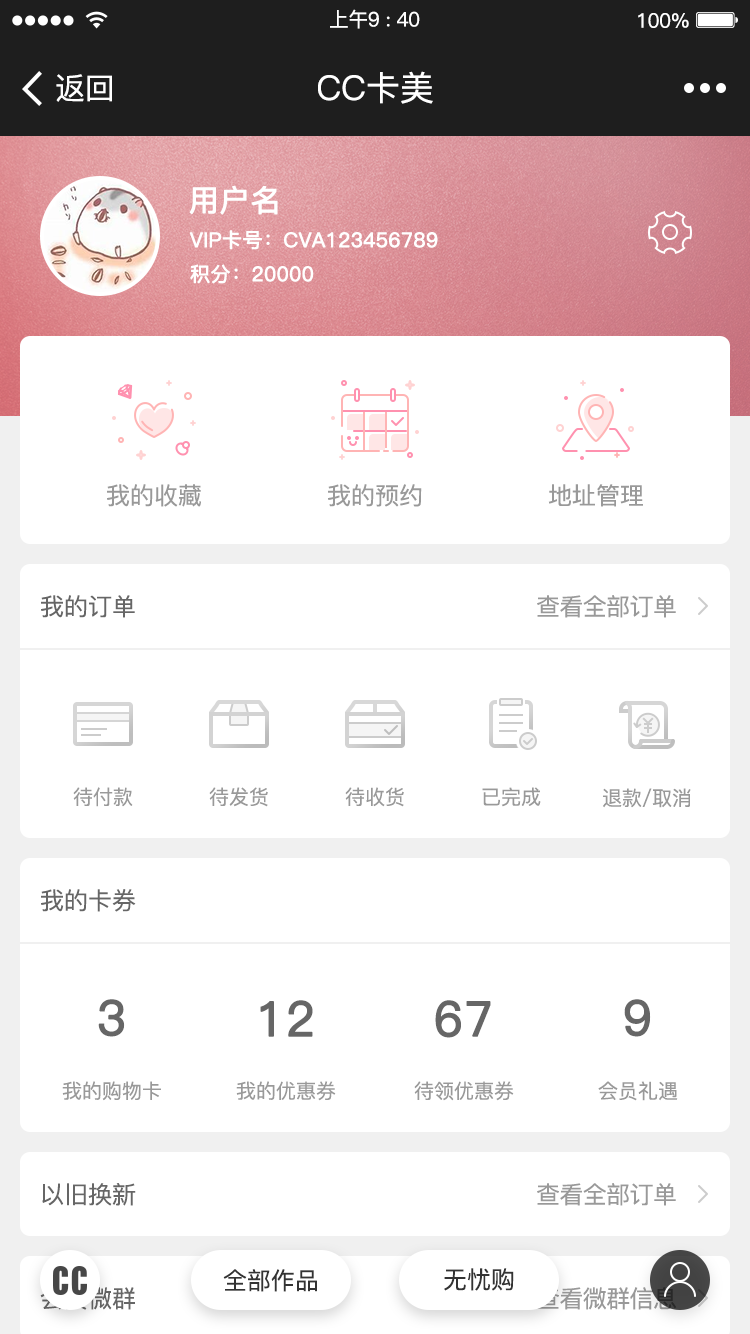 上午9 : 40
100%
返回
CC卡美
用户名
VIP卡号：CVA123456789
积分：20000
我的收藏
我的预约
地址管理
我的订单
查看全部订单
待付款
待发货
待收货
已完成
退款/取消
我的卡券
3
12
67
9
我的购物卡
我的优惠券
待领优惠券
会员礼遇
以旧换新
查看全部订单
CC
全部作品
无忧购
微群
查看微群信息